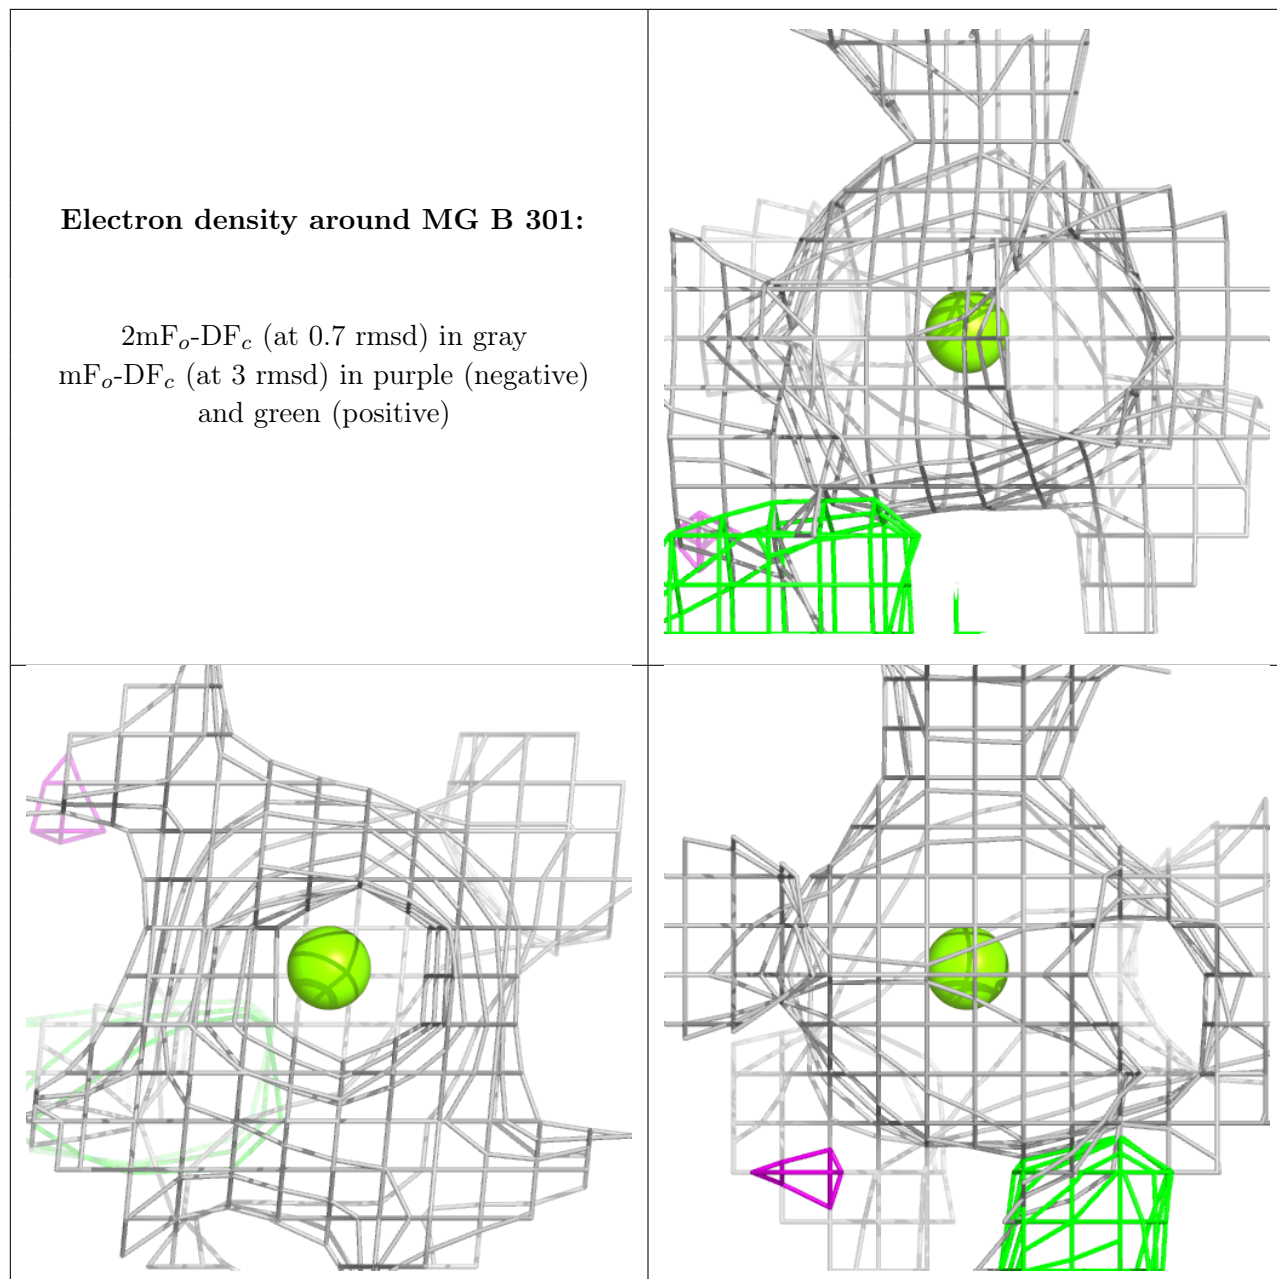 Electron density around MG B 301:
2mFₒ-DF𝑐 (at 0.7 rmsd) in gray
mFₒ-DF𝑐 (at 3 rmsd) in purple (negative)
and green (positive)